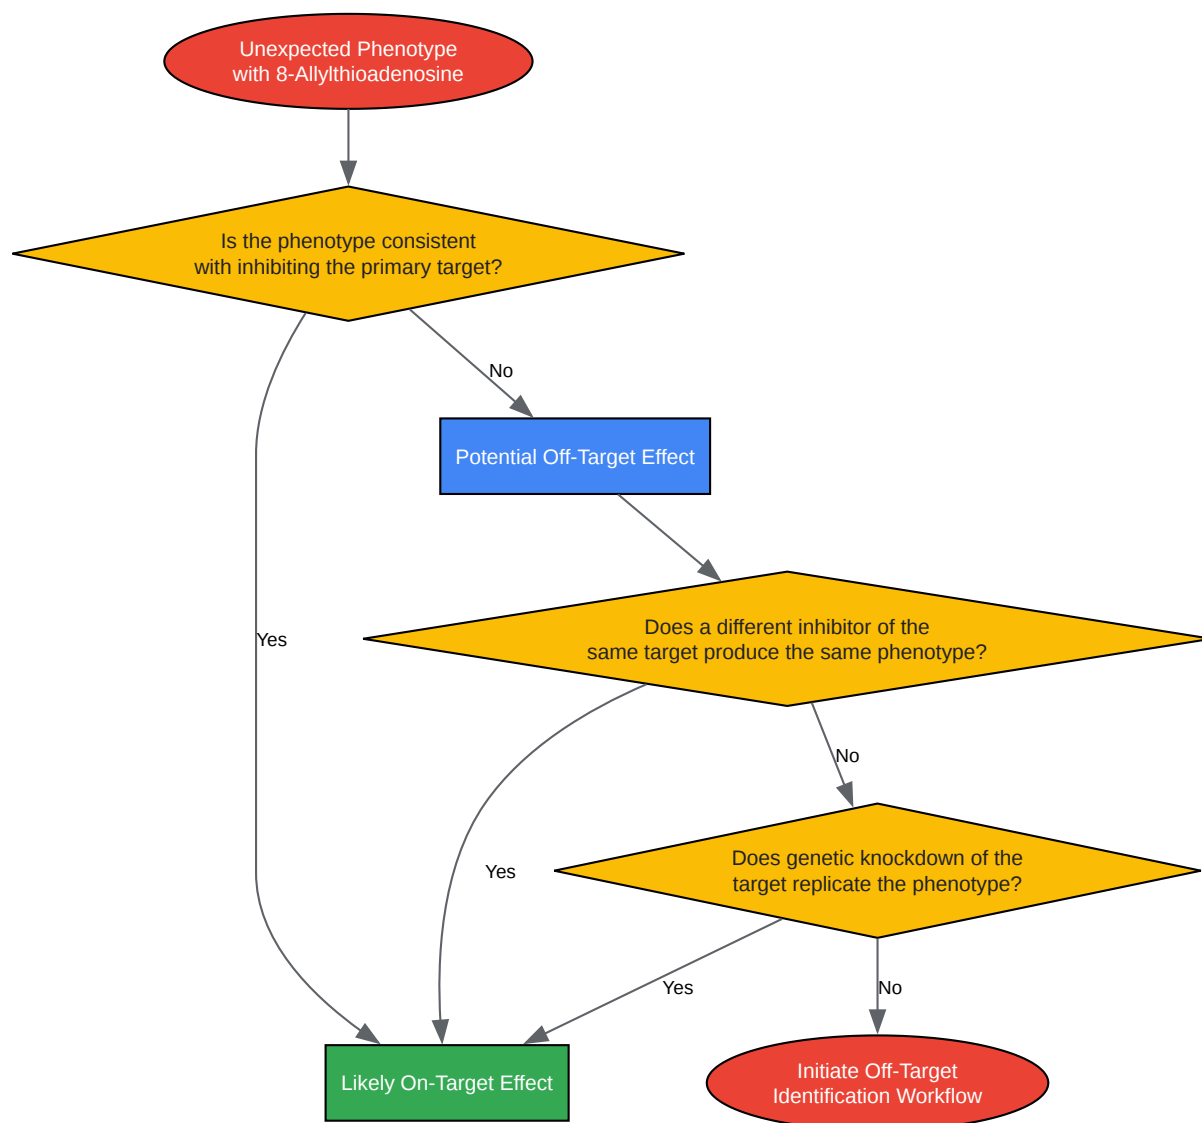 Unexpected Phenotype
with 8-Allylthioadenosine
Is the phenotype consistent
with inhibiting the primary target?
No
Potential Off-Target Effect
Yes
Does a different inhibitor of the
same target produce the same phenotype?
No
Yes
Does genetic knockdown of the
target replicate the phenotype?
Yes
No
Likely On-Target Effect
Initiate Off-Target
Identification Workflow